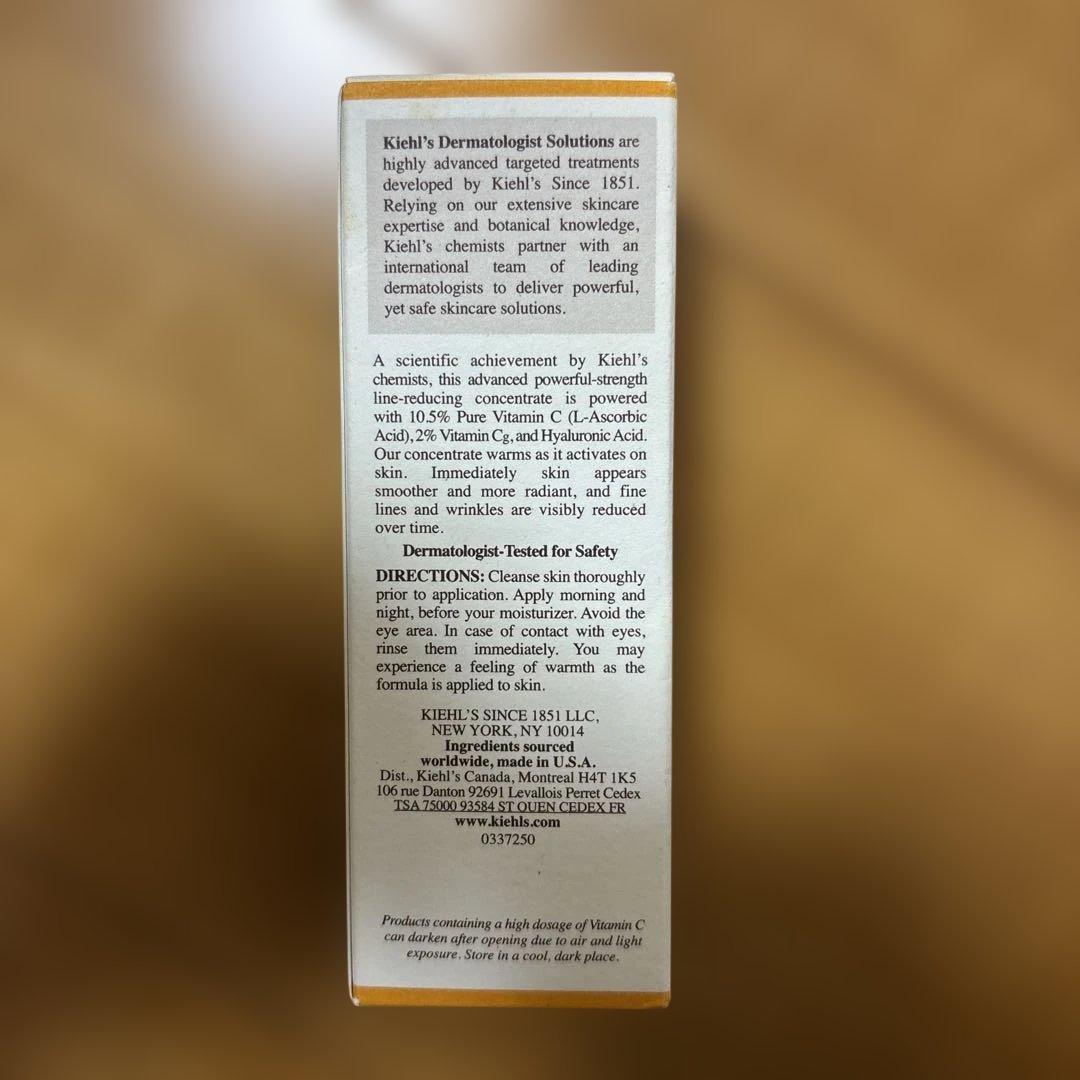 Kiehl's Dermatologist Solutions are
highly advanced targeted treatments
developed by Kiehl's Since 1851.
Relying on our extensive skincare
expertise and botanical knowledge,
Kiehl's chemists partner with an
international team of leading
dermatologists to deliver powerful,
yet safe skincare solutions.
A scientific achievement by Kiehl's
chemists, this advanced powerful-strength
line-reducing concentrate is powered
with 10.5% Pure Vitamin C (L-Ascorbic
Acid), 2% Vitamin Cg, and Hyaluronic Acid.
Our concentrate warms as it activates on
skin. Immediately skin appears
smoother and more radiant, and fine
lines and wrinkles are visibly reduced
over time.
Dermatologist-Tested for Safety
DIRECTIONS: Cleanse skin thoroughly
prior to application. Apply morning and
night, before your moisturizer. Avoid the
eye area. In case of contact with eyes,
rinse them immediately. You may
experience a feeling of warmth as the
formula is applied to skin.
KIEHL'S SINCE 1851 LLC,
NEW YORK, NY 10014
Ingredients sourced
worldwide, made in U.S.A.
Dist., Kiehl's Canada, Montreal H4T 1K5
106 rue Danton 92691 Levallois Perret Cedex
TSA 75000 93584 ST OUEN CEDEX FR
www.kiehls.com
0337250
Products containing a high dosage of Vitamin C
can darken after opening due to air and light
exposure. Store in a cool, dark place.